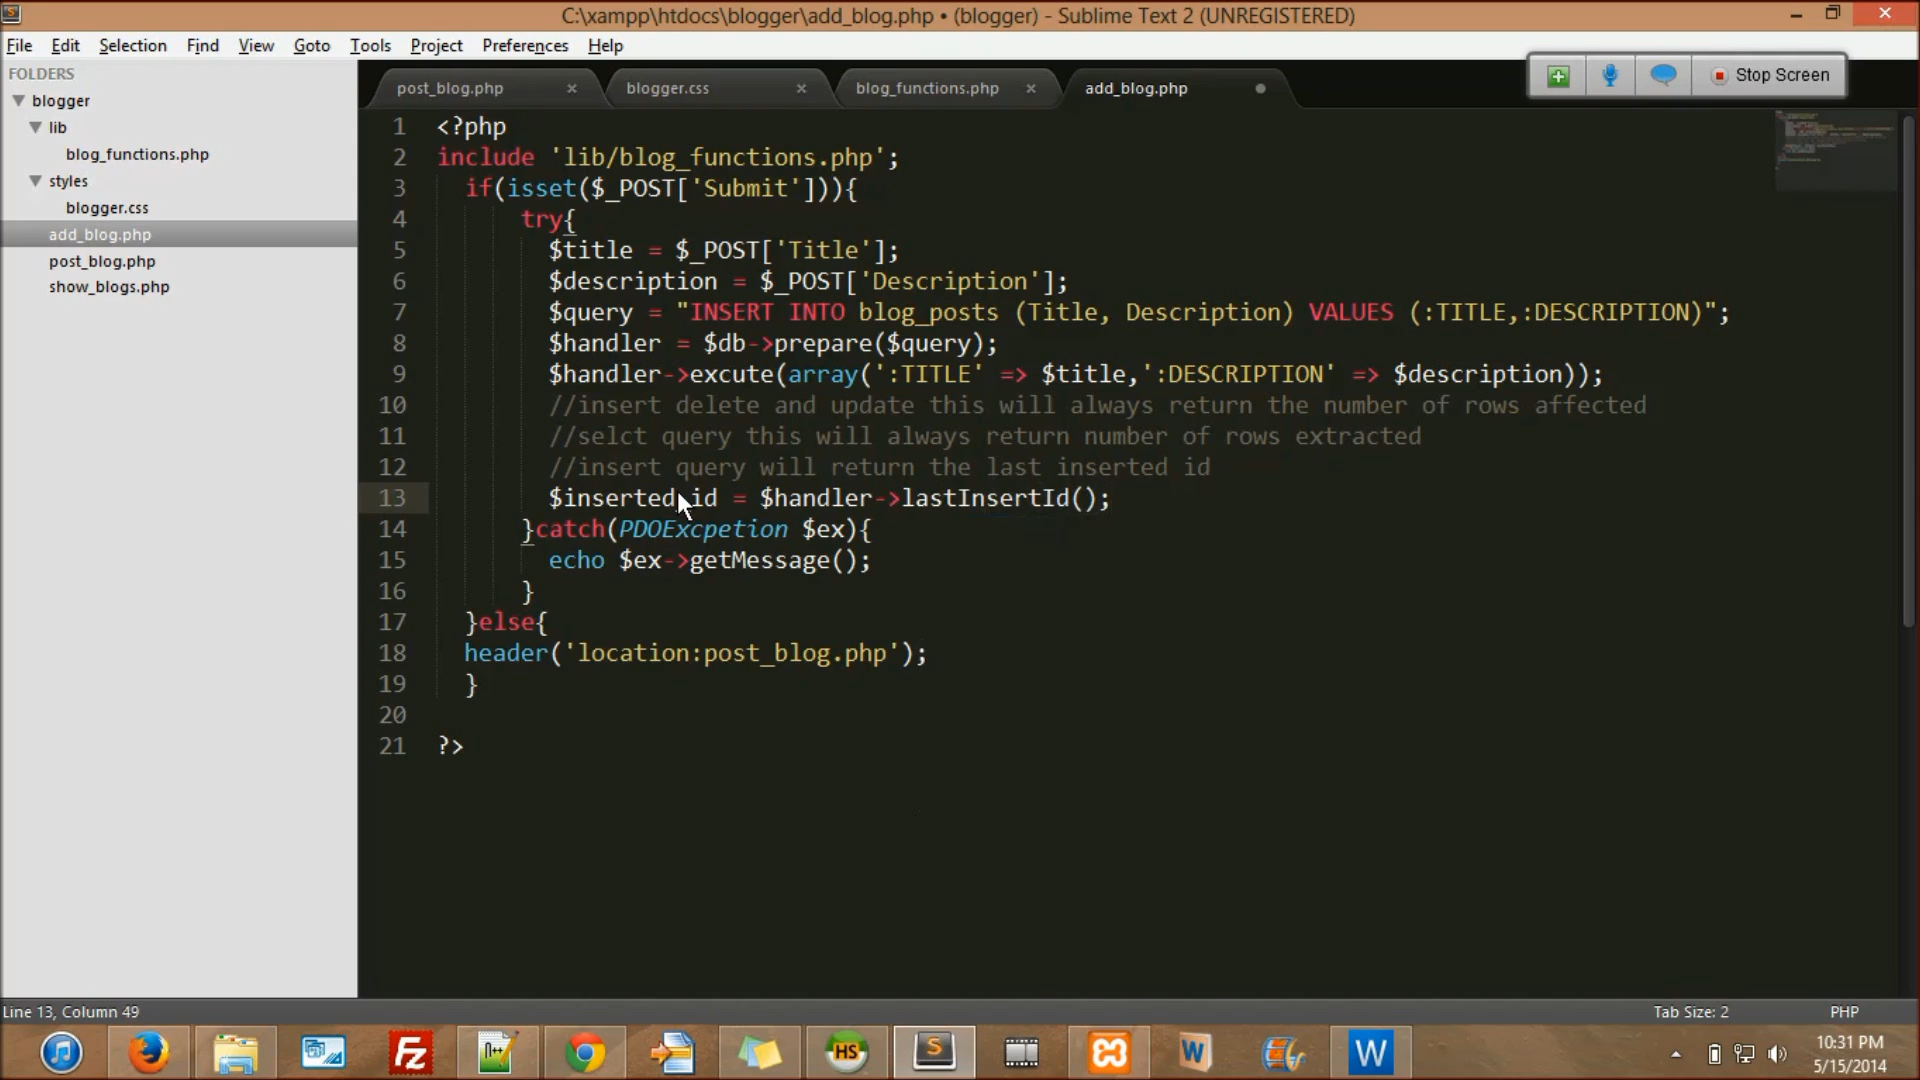 C:\xampp\htdocs\blogger\add_blog.php • (blogger) - Sublime Text 2 (UNREGISTERED)
File Edit Selection Find View Goto Tools Project Preferences Help
FOLDERS
blogger
lib
blog_functions.php
styles
blogger.css
add_blog.php
post_blog.php
show_blogs.php
post_blog.php × blogger.css × blog_functions.php × add_blog.php
Stop Screen
1 <?php
2 include 'lib/blog_functions.php';
3 if(isset($_POST['Submit'])){
4 try{
5 $title = $_POST['Title'];
6 $description = $_POST['Description'];
7 $query = "INSERT INTO blog_posts (Title, Description) VALUES (:TITLE,:DESCRIPTION)";
8 $handler = $db->prepare($query);
9 $handler->excute(array(':TITLE' => $title,':DESCRIPTION' => $description));
10 //insert delete and update this will always return the number of rows affected
11 //selct query this will always return number of rows extracted
12 //insert query will return the last inserted id
13 $inserted_id = $handler->lastInsertId();
14 }catch(PDOExcpetion $ex){
15 echo $ex->getMessage();
16 }
17 }else{
18 header('location:post_blog.php');
19 }
20
21 ?>
Line 13, Column 49
Tab Size: 2 PHP
Fz
n++
HS
S
W
W
10:31 PM
5/15/2014